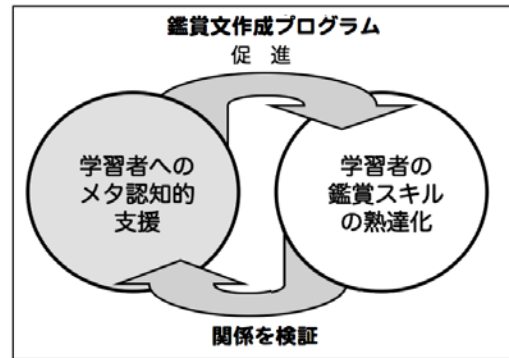 鑑賞文作成プログラム
促 進
学習者への
メタ認知的
支援
学習者の
鑑賞スキル
の熟達化
関係を検証